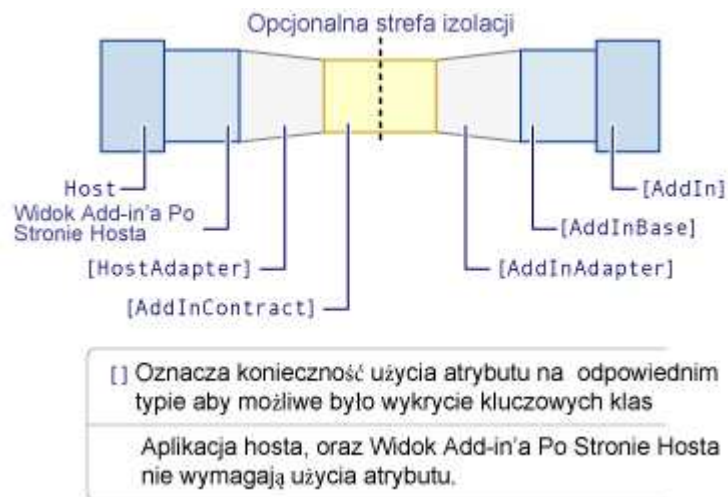 Opcjonalna strefa izolacji
Host
Widok Add-in'a Po
Stronie Hosta
[HostAdapter]
[AddInContract]
[AddIn]
[AddInBase]
[AddInAdapter]
[] Oznacza konieczność użycia atrybutu na odpowiednim
typie aby możliwe było wykrycie kluczowych klas
Aplikacja hosta, oraz Widok Add-in'a Po Stronie Hosta
nie wymagają użycia atrybutu.